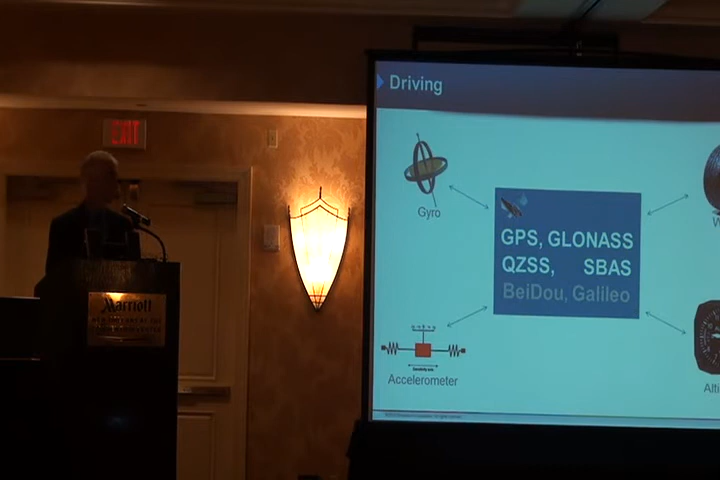 Driving
EXIT
Gyro
GPS, GLONASS
QZSS, SBAS
BeiDou, Galileo
Accelerometer
Marriott